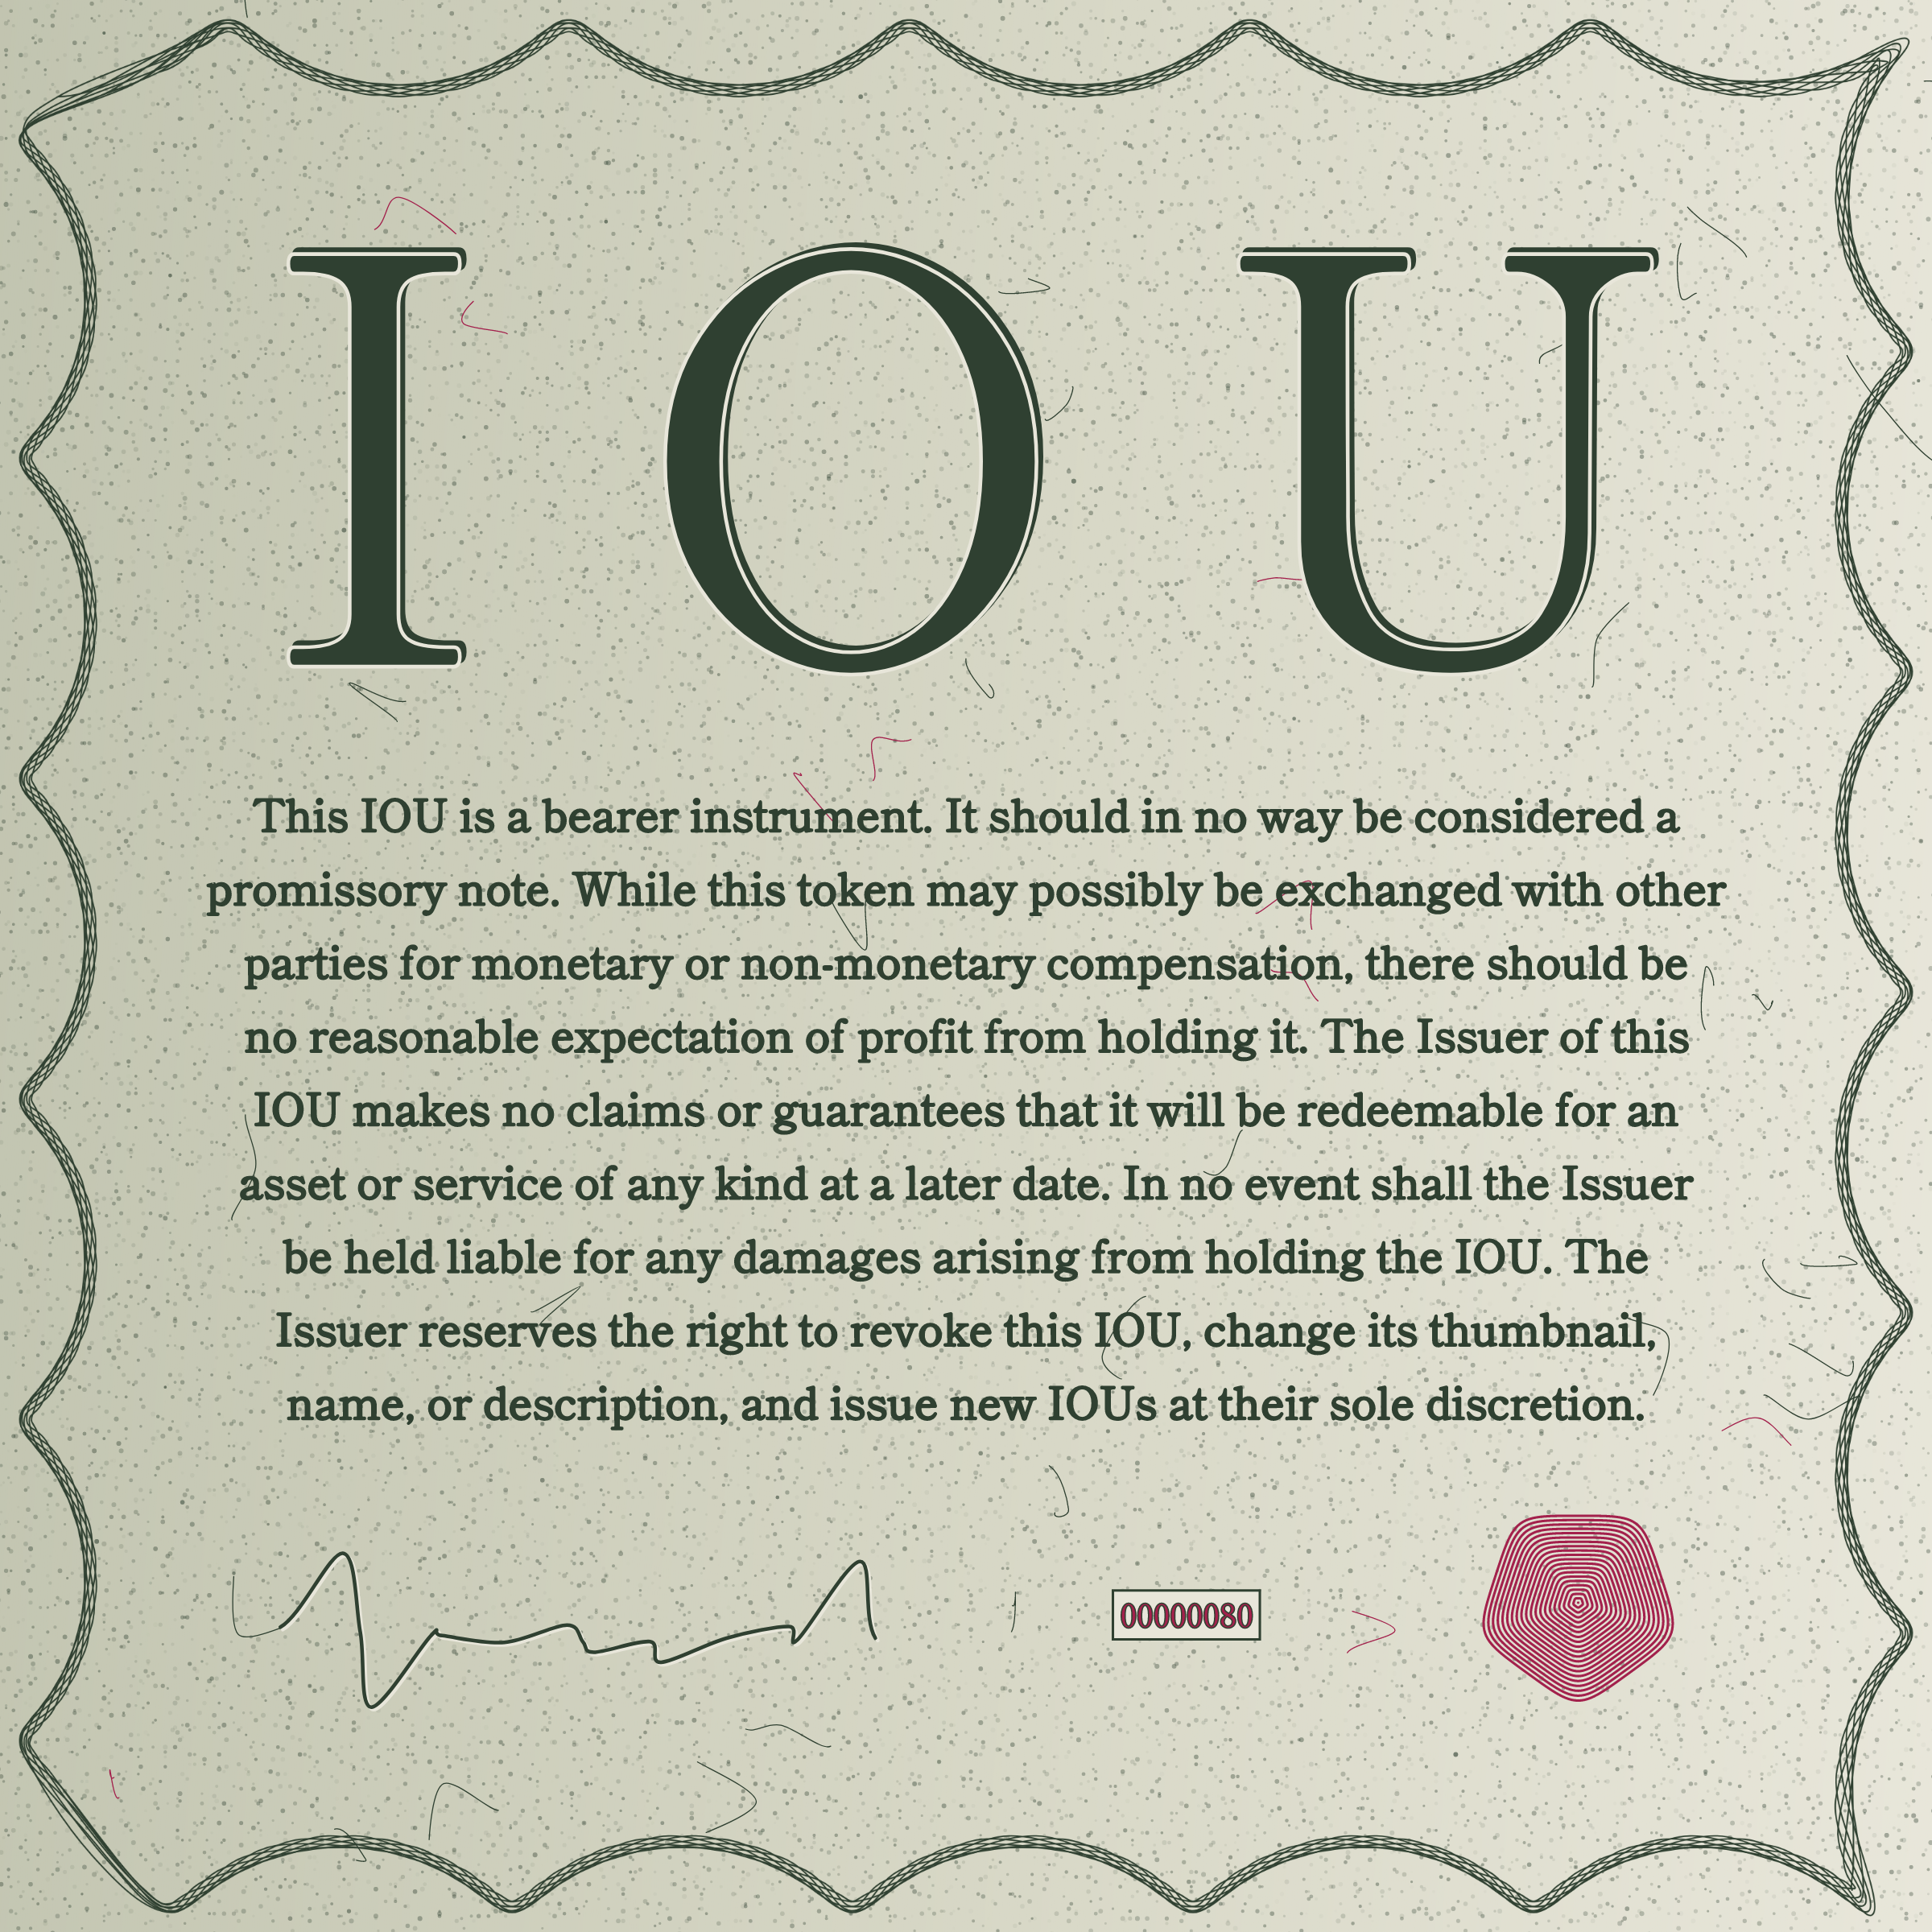 I O U
This IOU is a bearer instrument. It should in no way be considered a
promissory note. While this token may possibly be exchanged with other
parties for monetary or non-monetary compensation, there should be
no reasonable expectation of profit from holding it. The Issuer of this
IOU makes no claims or guarantees that it will be redeemable for an
asset or service of any kind at a later date. In no event shall the Issuer
be held liable for any damages arising from holding the IOU. The
Issuer reserves the right to revoke this IOU, change its thumbnail,
name, or description, and issue new IOUs at their sole discretion.
00000080